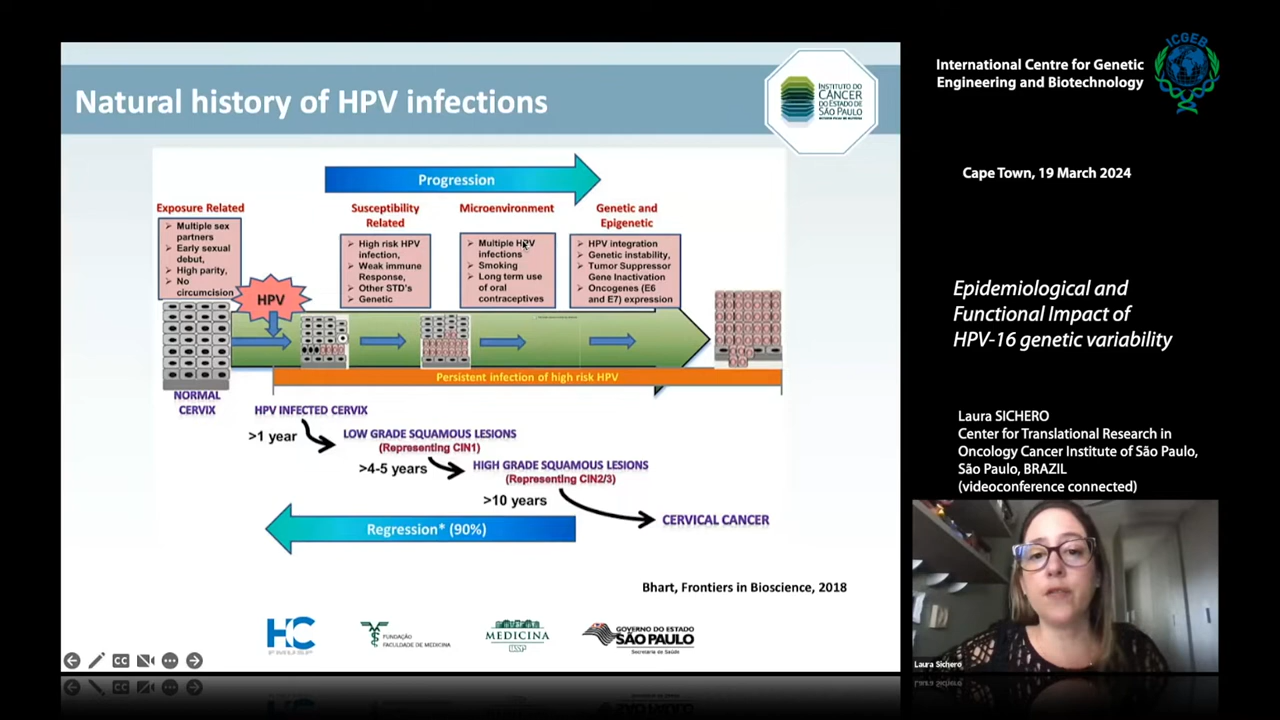 Natural history of HPV infections
INSTITUTO DO
CÂNCER
DO ESTADO DE
SÃO PAULO
Progression
Exposure Related
Multiple sex
partners
Early sexual
debut,
High parity,
No
circumcision
Susceptibility
Related
High risk HPV
infection,
Weak immune
Response,
Other STD's
Genetic
Microenvironment
Multiple HPV
infections
Smoking
Long term use
of oral
contraceptives
Genetic and
Epigenetic
HPV integration
Genetic instability,
Tumor Suppressor
Gene Inactivation
Oncogenes (E6
and E7) expression
HPV
Persistent infection of high risk HPV
NORMAL
CERVIX
HPV INFECTED CERVIX
>1 year
LOW GRADE SQUAMOUS LESIONS
(Representing CIN1)
>4-5 years
HIGH GRADE SQUAMOUS LESIONS
(Representing CIN2/3)
>10 years
CERVICAL CANCER
Regression* (90%)
Bhart, Frontiers in Bioscience, 2018
HC
FMUSP
FUNDAÇÃO
FACULDADE DE MEDICINA
MEDICINA
USP
GOVERNO DO ESTADO
SÃO PAULO
Secretaria da Saúde
CC
International Centre for Genetic
Engineering and Biotechnology
ICGEB
Cape Town, 19 March 2024
Epidemiological and
Functional Impact of
HPV-16 genetic variability
Laura SICHERO
Center for Translational Research in
Oncology Cancer Institute of São Paulo,
São Paulo, BRAZIL
(videoconference connected)
Laura Sichero